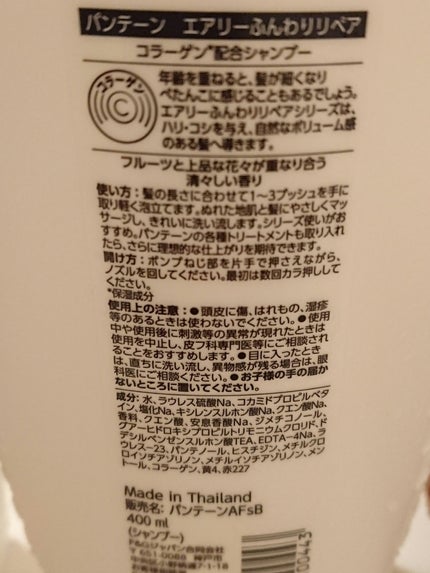 パンテーン エアリーふんわりリペア
コラーゲン*配合シャンプー
コラーゲン
C
年齢を重ねると、髪が細くなり
ぺたんこに感じることもあるでしょう。
エアリーふんわりリペアシリーズは、
ハリ・コシを与え、自然なボリューム感
のある髪へ導きます。
フルーツと上品な花々が重なり合う
清々しい香り
使い方：髪の長さに合わせて1〜3プッシュを手に
取り軽く泡立てます。ぬれた地肌と髪にやさしくマッ
サージし、きれいに洗い流します。シリーズ使いがお
すすめ。パンテーンの各種トリートメントも取り入れ
たら、さらに理想的な仕上がりを期待できます。
開け方：ポンプねじ部を片手で押さえながら、
ノズルを回してください。最初は数回カラ押しして
ください。
*保湿成分
使用上の注意：●頭皮に傷、はれもの、湿疹
等のあるときは使わないでください。●使用
中や使用後に刺激等の異常が現れたときは
使用を中止し、皮フ科専門医等にご相談され
ることをおすすめします。●目に入ったとき
は、直ちに洗い流し、異物感が残る場合は、眼
科医にご相談ください。●お子様の手の届か
ないところに置いてください。
成分：水、ラウレス硫酸Na、コカミドプロピルベタ
イン、塩化Na、キシレンスルホン酸Na、クエン酸Na、
香料、クエン酸、安息香酸Na、ジメチコノール、
グアーヒドロキシプロピルトリモニウムクロリド、ド
デシルベンゼンスルホン酸TEA、EDTA-4Na、ラ
ウレス-23、パンテノール、ヒスチジン、メチルクロ
ロイソチアゾリノン、メチルイソチアゾリノン、メン
トール、コラーゲン、黄4、赤227
Made in Thailand
販売名：パンテーンAFsB
400 ml
(シャンプー)
P&Gジャパン合同会社
〒651-0088 神戸市
中央区小野柄通7-1-18